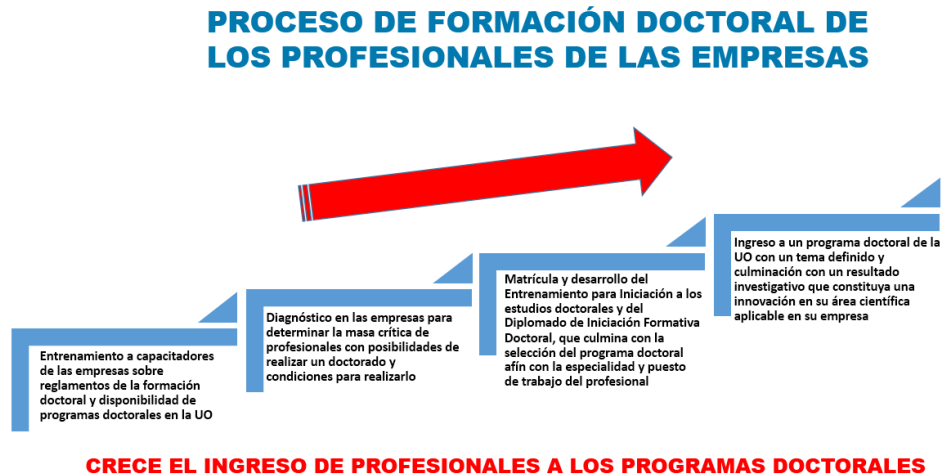 PROCESO DE FORMACIÓN DOCTORAL DE
LOS PROFESIONALES DE LAS EMPRESAS
Entrenamiento a capacitadores
de las empresas sobre
reglamentos de la formación
doctoral y disponibilidad de
programas doctorales en la UO
Diagnóstico en las empresas para
determinar la masa crítica de
profesionales con posibilidades de
realizar un doctorado y
condiciones para realizarlo
Matrícula y desarrollo del
Entrenamiento para Iniciación a los
estudios doctorales y del
Diplomado de Iniciación Formativa
Doctoral, que culmina con la
selección del programa doctoral
afín con la especialidad y puesto
de trabajo del profesional
Ingreso a un programa doctoral de la
UO con un tema definido y
culminación con un resultado
investigativo que constituya una
innovación en su área científica
aplicable en su empresa
CRECE EL INGRESO DE PROFESIONALES A LOS PROGRAMAS DOCTORALES